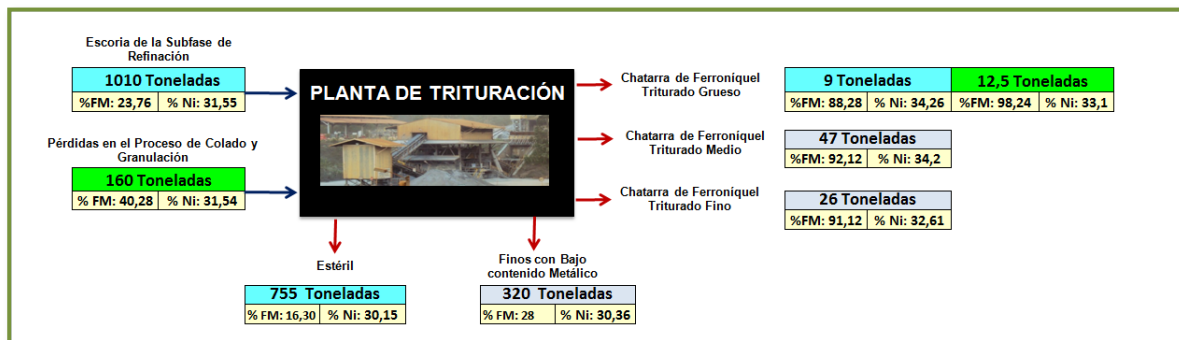 Escoria de la Subfase de
Refinación
1010 Toneladas
%FM: 23,76 % Ni: 31,55
Pérdidas en el Proceso de Colado y
Granulación
160 Toneladas
% FM: 40,28 % Ni: 31,54
PLANTA DE TRITURACIÓN
Chatarra de Ferroníquel
Triturado Grueso
9 Toneladas 12,5 Toneladas
%FM: 88,28 % Ni: 34,26 %FM: 98,24 % Ni: 33,1
Chatarra de Ferroníquel
Triturado Medio
47 Toneladas
%FM: 92,12 % Ni: 34,2
Chatarra de Ferroníquel
Triturado Fino
26 Toneladas
%FM: 91,12 % Ni: 32,61
Estéril
755 Toneladas
% FM: 16,30 % Ni: 30,15
Finos con Bajo
contenido Metálico
320 Toneladas
% FM: 28 % Ni: 30,36